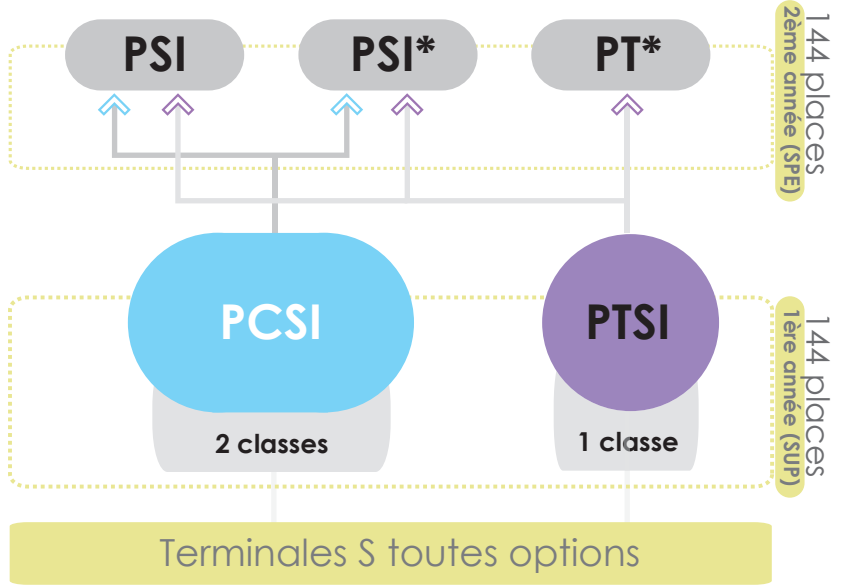 PSI
PSI*
PT*
144 places
2ème année (SPE)
PCSI
PTSI
2 classes
1 classe
144 places
1ère année (SUP)
Terminales S toutes options